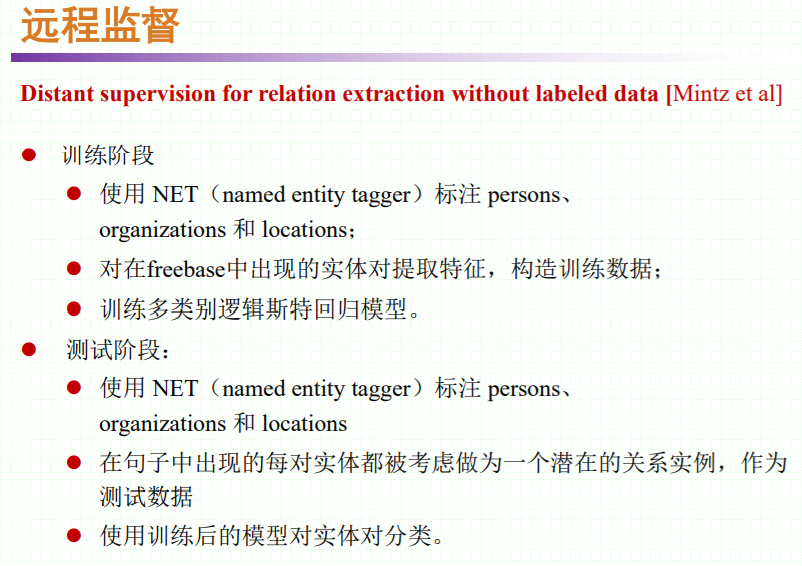 远程监督
Distant supervision for relation extraction without labeled data [Mintz et al]
● 训练阶段
● 使用 NET（named entity tagger）标注 persons、
organizations 和 locations；
● 对在freebase中出现的实体对提取特征，构造训练数据；
● 训练多类别逻辑斯特回归模型。
● 测试阶段：
● 使用 NET（named entity tagger）标注 persons、
organizations 和 locations
● 在句子中出现的每对实体都被考虑做为一个潜在的关系实例，作为
测试数据
● 使用训练后的模型对实体对分类。